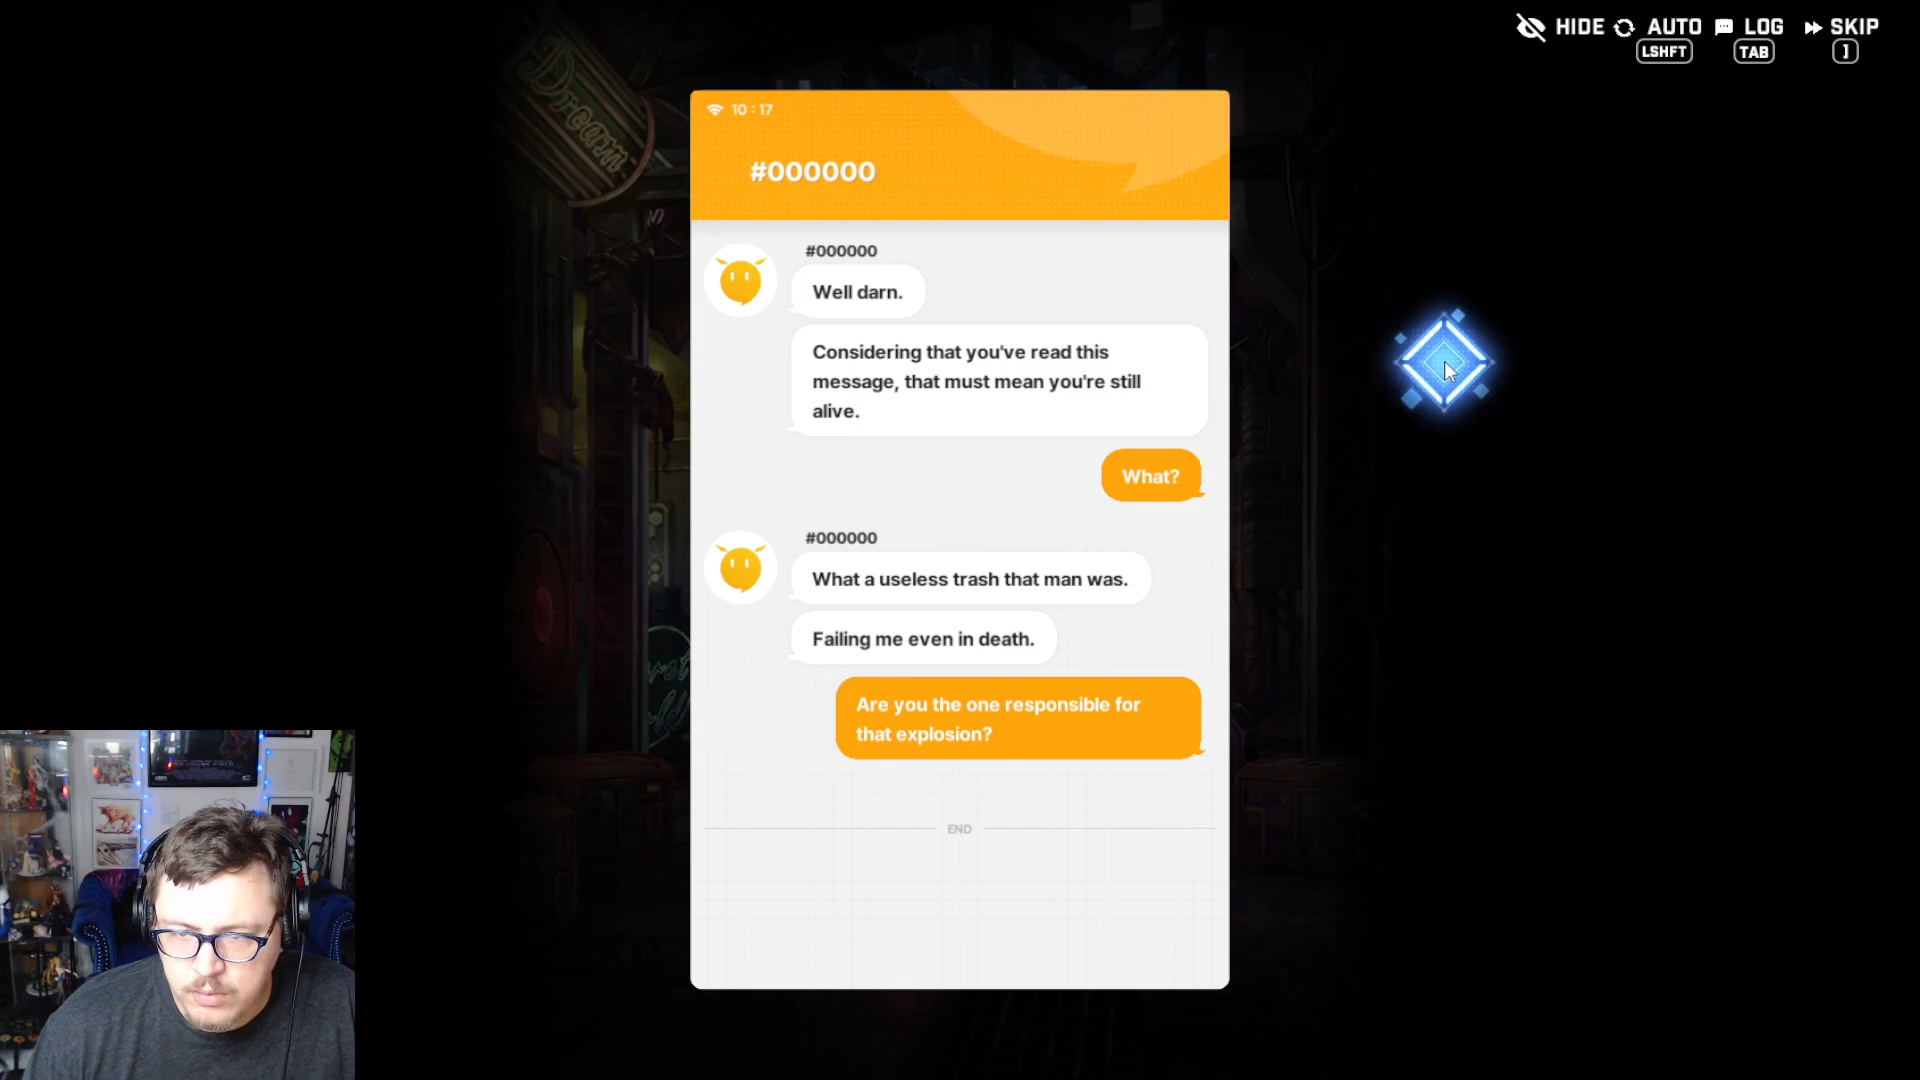 HIDE AUTO LOG SKIP
LSHFT TAB ]
Dream
10 : 17
#000000
#000000
Well darn.
Considering that you've read this
message, that must mean you're still
alive.
What?
#000000
What a useless trash that man was.
Failing me even in death.
Are you the one responsible for
that explosion?
END